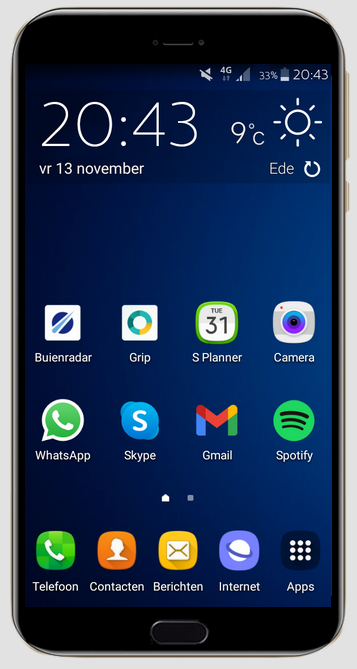 4G 33% 20:43
20:43 9°c
vr 13 november Ede
TUE
31
Buienradar Grip S Planner Camera
S
WhatsApp Skype Gmail Spotify
Telefoon Contacten Berichten Internet Apps